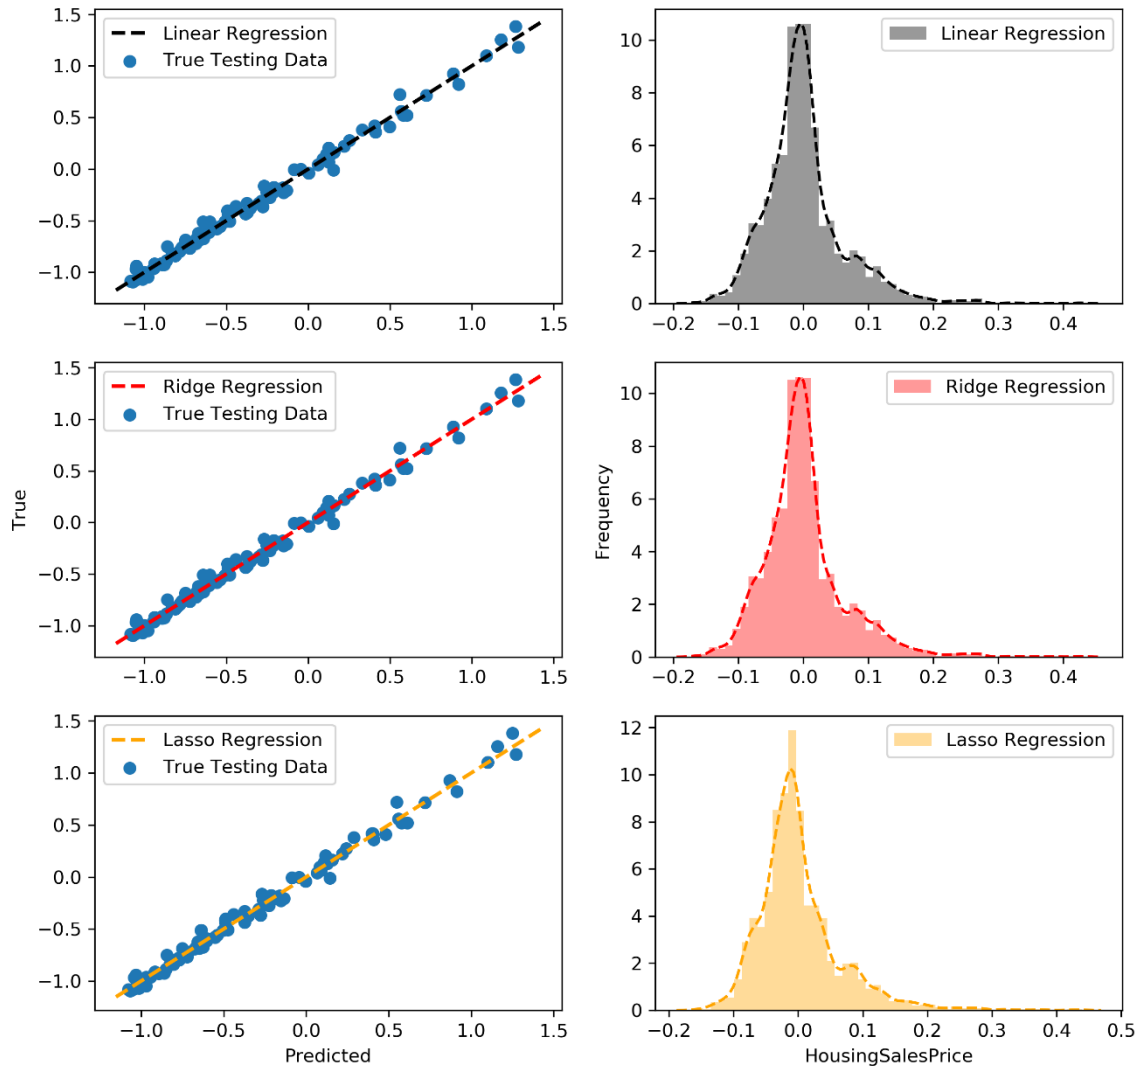 Linear Regression
True Testing Data
1.5
1.0
0.5
0.0
−0.5
−1.0
−1.0 −0.5 0.0 0.5 1.0 1.5
Linear Regression
10
8
6
4
2
0
−0.2 −0.1 0.0 0.1 0.2 0.3 0.4
Ridge Regression
True Testing Data
1.5
1.0
0.5
0.0
−0.5
−1.0
True
−1.0 −0.5 0.0 0.5 1.0 1.5
Ridge Regression
10
8
6
4
2
0
Frequency
−0.2 −0.1 0.0 0.1 0.2 0.3 0.4
Lasso Regression
True Testing Data
1.5
1.0
0.5
0.0
−0.5
−1.0
−1.0 −0.5 0.0 0.5 1.0 1.5
Predicted
Lasso Regression
12
10
8
6
4
2
0
−0.2 −0.1 0.0 0.1 0.2 0.3 0.4 0.5
HousingSalesPrice